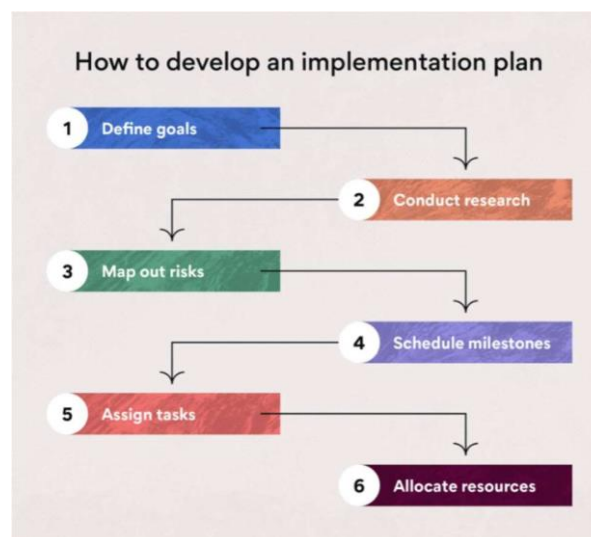 How to develop an implementation plan
1 Define goals
2 Conduct research
3 Map out risks
4 Schedule milestones
5 Assign tasks
6 Allocate resources